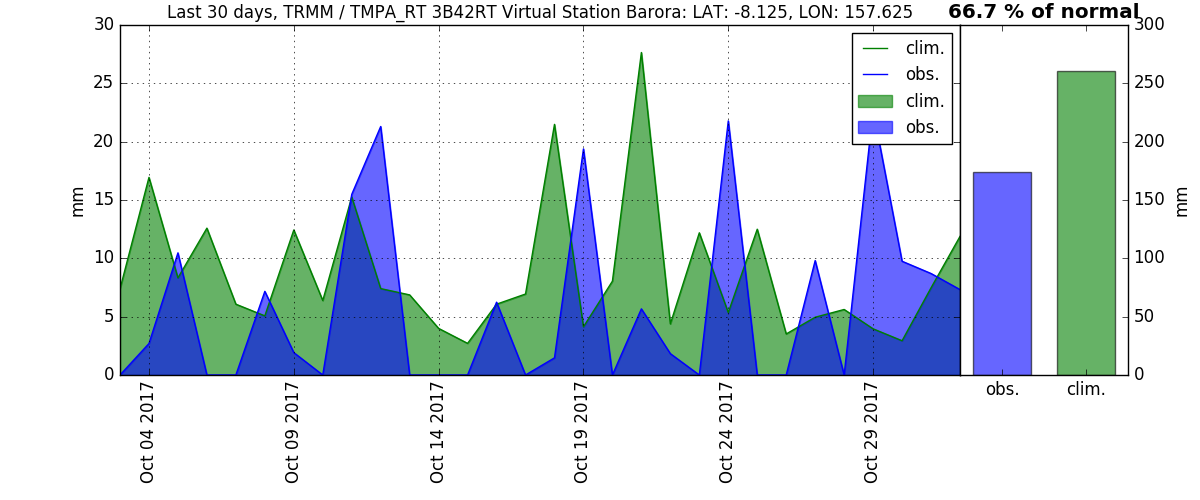 Last 30 days, TRMM / TMPA_RT 3B42RT Virtual Station Barora: LAT: -8.125, LON: 157.625
66.7 % of normal
30
25
20
15
10
5
0
mm
clim.
obs.
clim.
obs.
300
250
200
150
100
50
0
mm
Oct 04 2017
Oct 09 2017
Oct 14 2017
Oct 19 2017
Oct 24 2017
Oct 29 2017
obs.
clim.